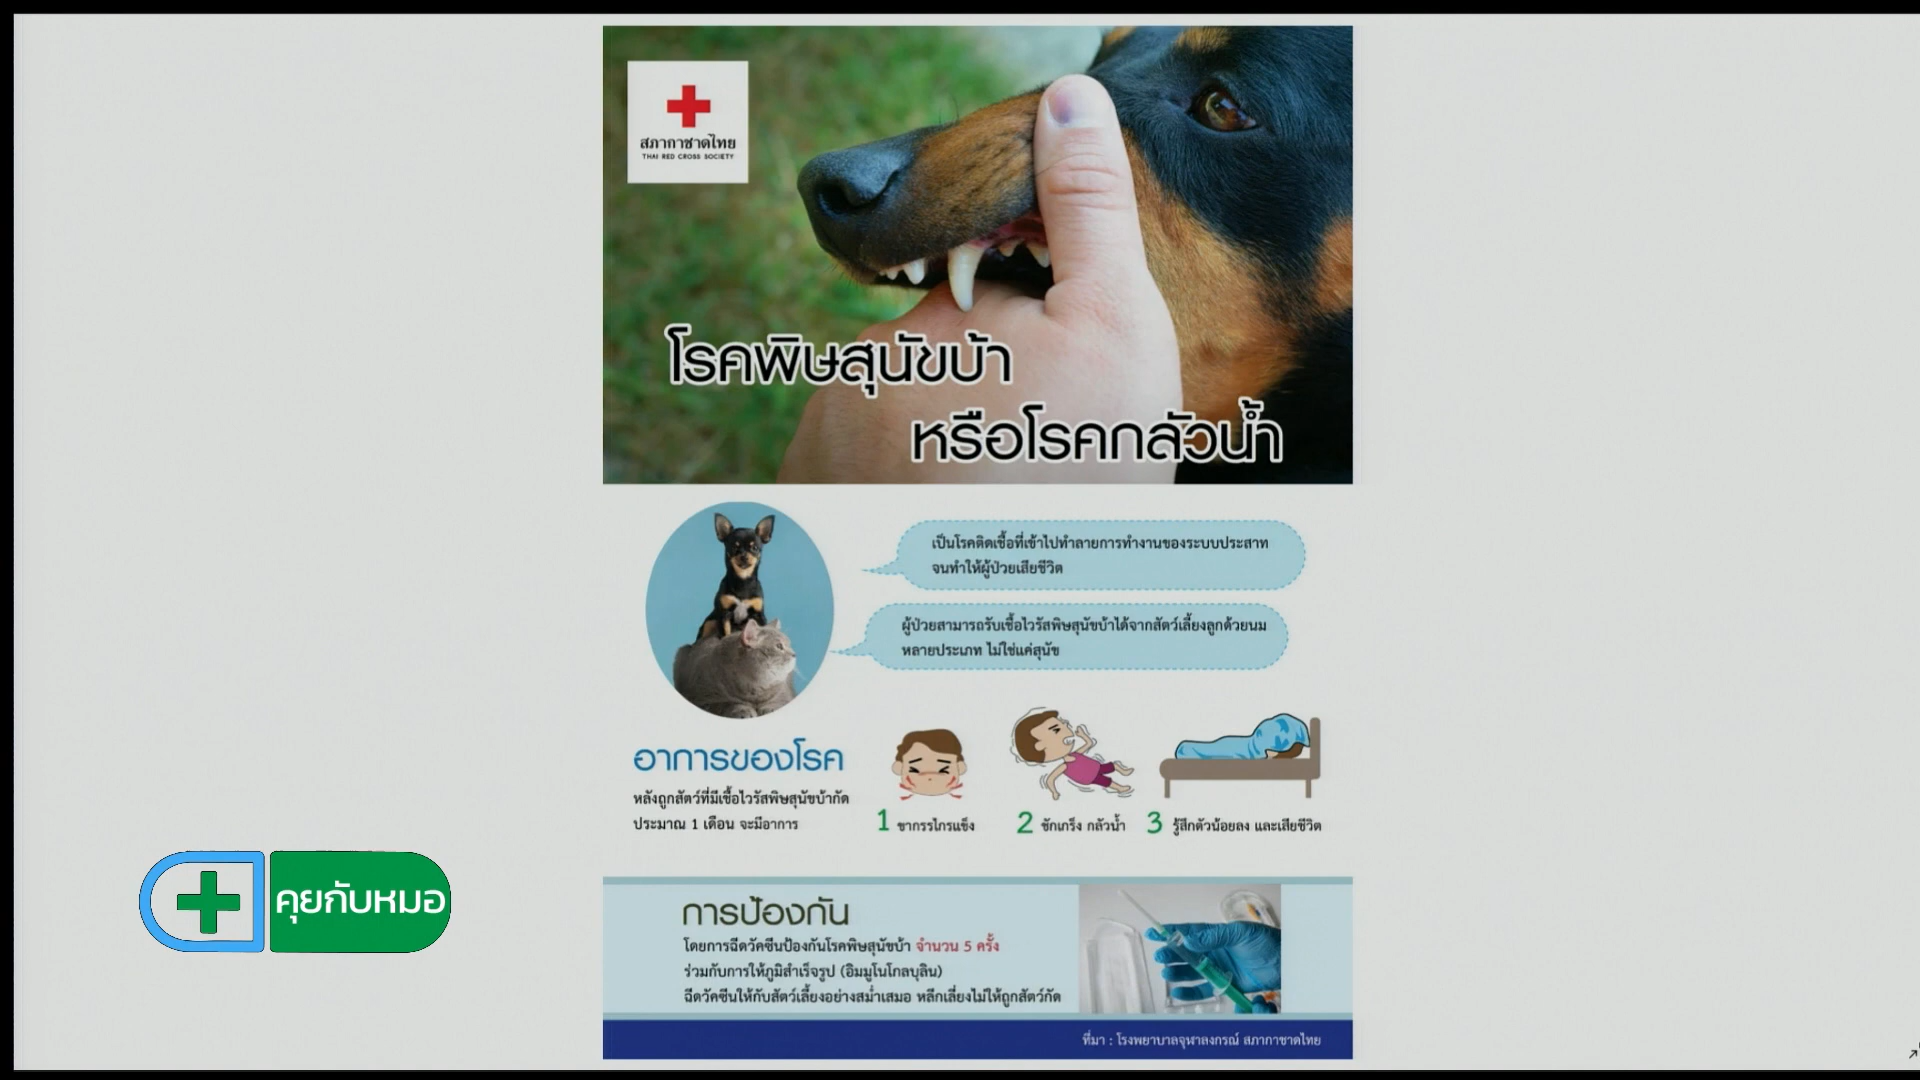 สภากาชาดไทย
THAI RED CROSS SOCIETY
โรคพิษสุนัขบ้า
หรือโรคกลัวน้ำ
เป็นโรคติดเชื้อที่เข้าไปทำลายการทำงานของระบบประสาท
จนทำให้ผู้ป่วยเสียชีวิต
ผู้ป่วยสามารถรับเชื้อไวรัสพิษสุนัขบ้าได้จากสัตว์เลี้ยงลูกด้วยนม
หลายประเภท ไม่ใช่แค่สุนัข
อาการของโรค
หลังถูกสัตว์ที่มีเชื้อไวรัสพิษสุนัขบ้ากัด
ประมาณ 1 เดือน จะมีอาการ
1 ขากรรไกรแข็ง
2 ชักเกร็ง กลัวน้ำ
3 รู้สึกตัวน้อยลง และเสียชีวิต
คุยกับหมอ
การป้องกัน
โดยการฉีดวัคซีนป้องกันโรคพิษสุนัขบ้า จำนวน 5 ครั้ง
ร่วมกับการให้ภูมิสำเร็จรูป (อิมมูโนโกลบุลิน)
ฉีดวัคซีนให้กับสัตว์เลี้ยงอย่างสม่ำเสมอ หลีกเลี่ยงไม่ให้ถูกสัตว์กัด
ที่มา : โรงพยาบาลจุฬาลงกรณ์ สภากาชาดไทย